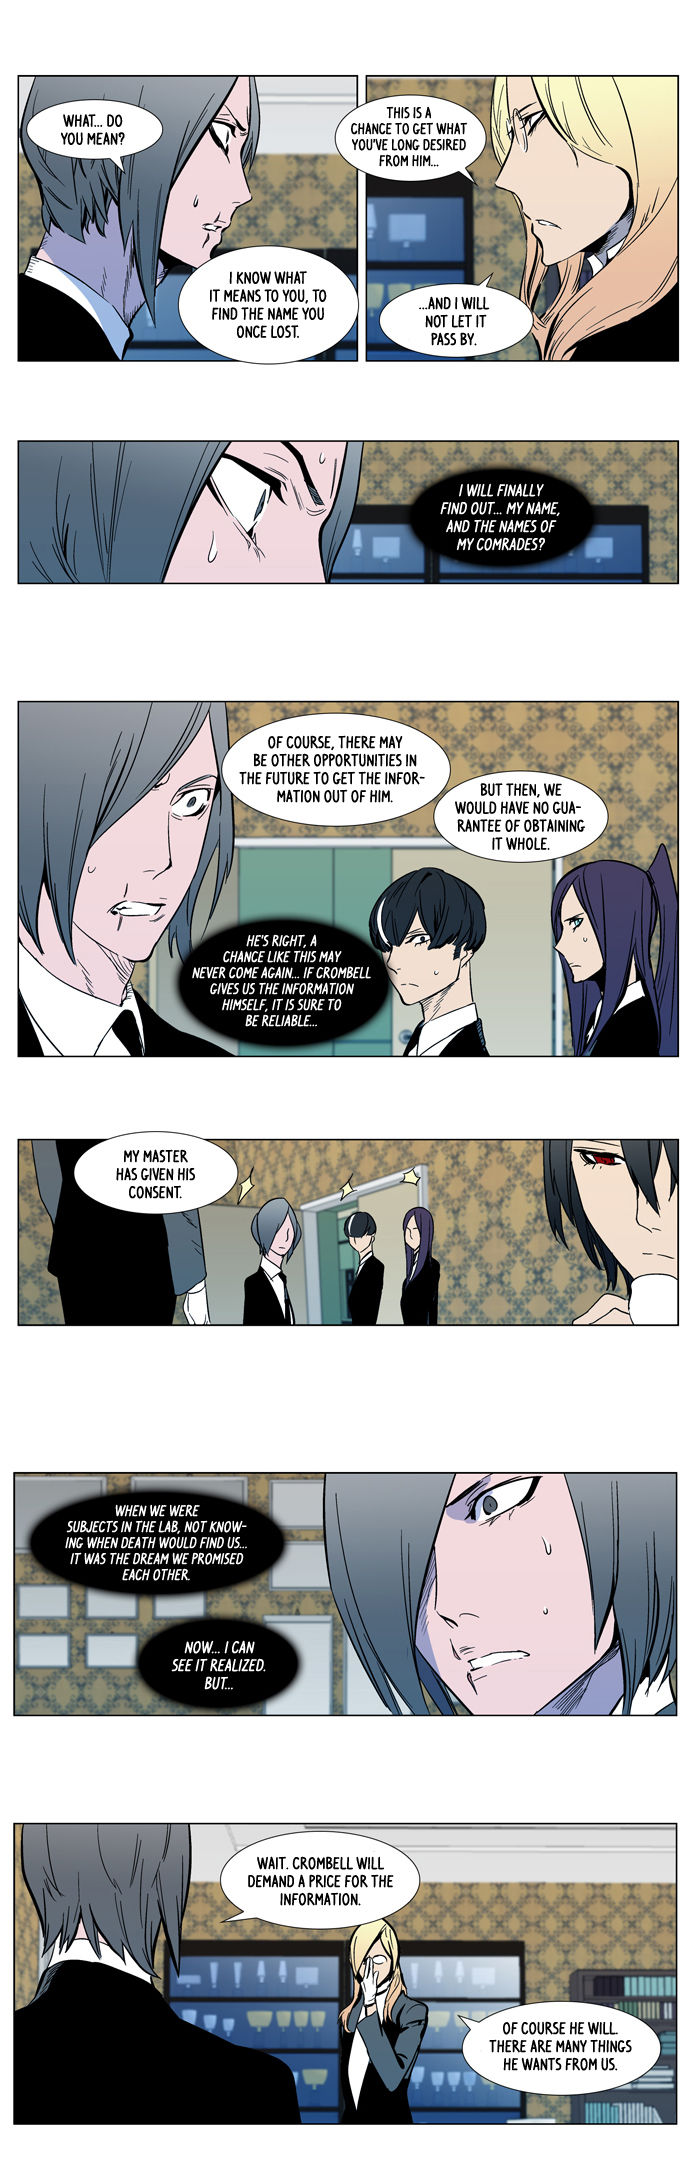 WHAT... DO
YOU MEAN?
I KNOW WHAT
IT MEANS TO YOU, TO
FIND THE NAME YOU
ONCE LOST.
THIS IS A
CHANCE TO GET WHAT
YOU'VE LONG DESIRED
FROM HIM...
...AND I WILL
NOT LET IT
PASS BY.
I WILL FINALLY
FIND OUT... MY NAME,
AND THE NAMES OF
MY COMRADES?
OF COURSE, THERE MAY
BE OTHER OPPORTUNITIES IN
THE FUTURE TO GET THE INFOR-
MATION OUT OF HIM.
BUT THEN, WE
WOULD HAVE NO GUA-
RANTEE OF OBTAINING
IT WHOLE.
HE'S RIGHT, A
CHANCE LIKE THIS MAY
NEVER COME AGAIN... IF CROMBELL
GIVES US THE INFORMATION
HIMSELF, IT IS SURE TO
BE RELIABLE...
MY MASTER
HAS GIVEN HIS
CONSENT.
WHEN WE WERE
SUBJECTS IN THE LAB, NOT KNOW-
ING WHEN DEATH WOULD FIND US...
IT WAS THE DREAM WE PROMISED
EACH OTHER.
NOW... I CAN
SEE IT REALIZED.
BUT...
WAIT. CROMBELL WILL
DEMAND A PRICE FOR THE
INFORMATION.
OF COURSE HE WILL.
THERE ARE MANY THINGS
HE WANTS FROM US.